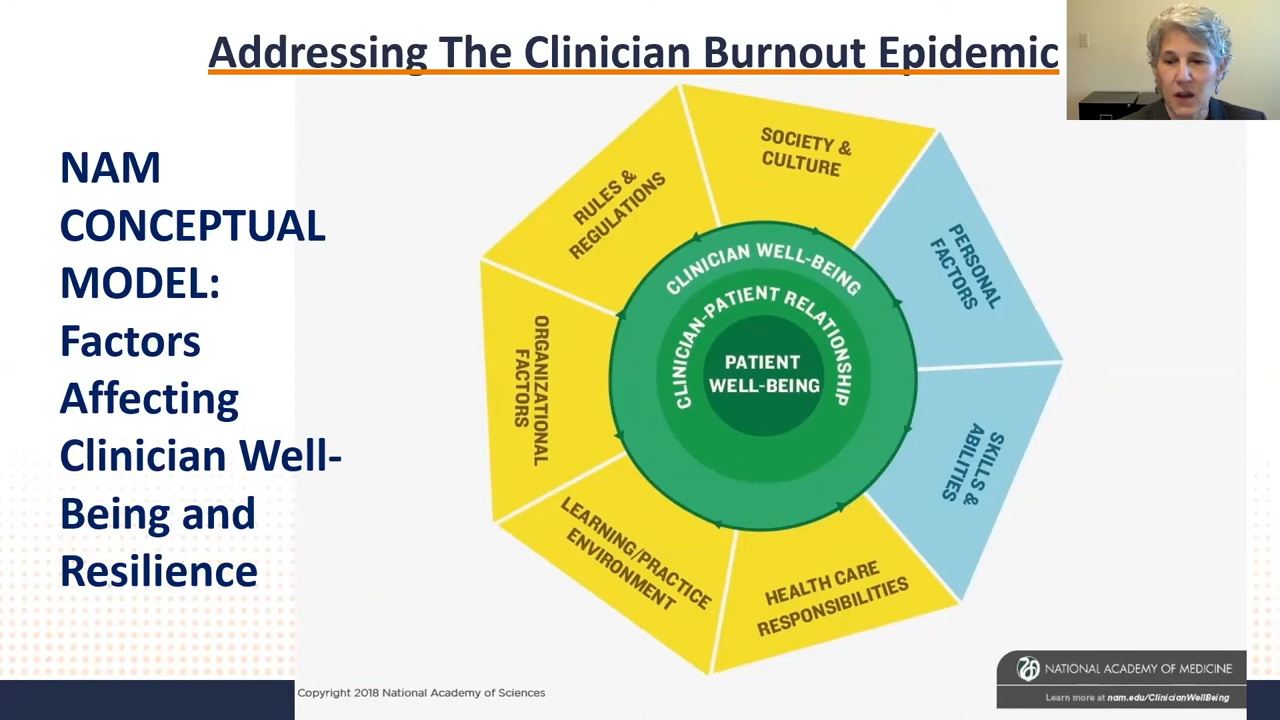 Addressing The Clinician Burnout Epidemic
NAM
CONCEPTUAL
MODEL:
Factors
Affecting
Clinician Well-
Being and
Resilience
SOCIETY &
CULTURE
RULES &
REGULATIONS
PERSONAL
FACTORS
ORGANIZATIONAL
FACTORS
CLINICIAN WELL-BEING
CLINICIAN-PATIENT RELATIONSHIP
PATIENT
WELL-BEING
SKILLS &
ABILITIES
LEARNING/PRACTICE
ENVIRONMENT
HEALTH CARE
RESPONSIBILITIES
NATIONAL ACADEMY OF MEDICINE
Learn more at nam.edu/ClinicianWellBeing
Copyright 2018 National Academy of Sciences